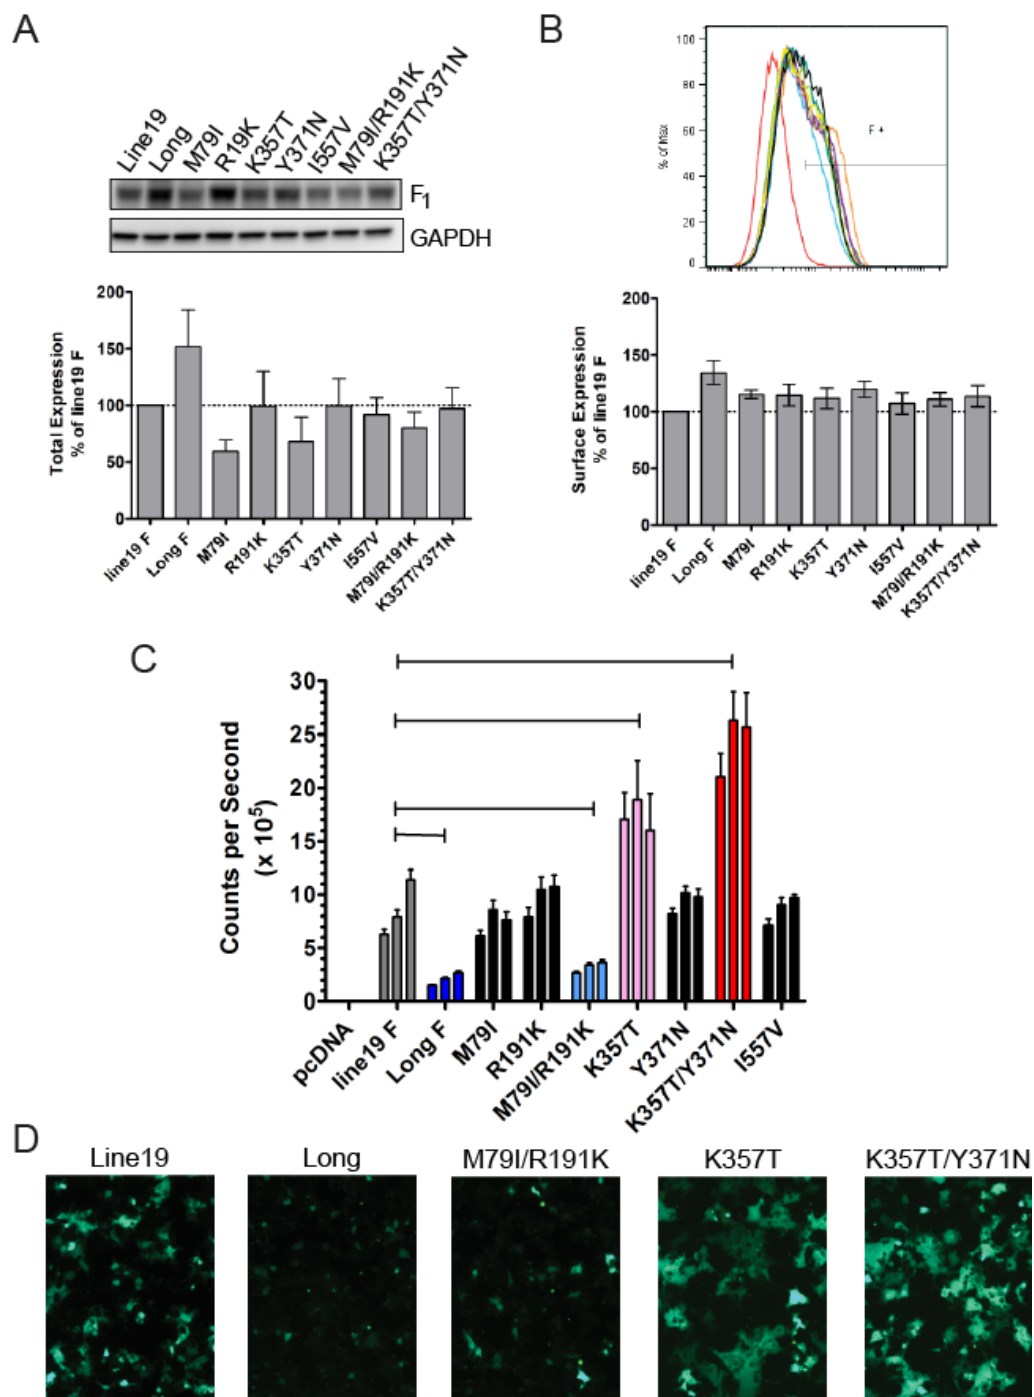 A
Line19 Long M79I R19K K357T Y371N I557V M79I/R191K K357T/Y371N
F1
GAPDH
Total Expression
% of line19 F
200
150
100
50
0
line19 F Long F M79I R191K K357T Y371N I557V M79I/R191K K357T/Y371N
B
% of Max
100
80
60
40
20
0
F +
Surface Expression
% of line19 F
200
150
100
50
0
line19 F Long F M79I R191K K357T Y371N I557V M79I/R191K K357T/Y371N
C
Counts per Second
(x 10⁵)
30
25
20
15
10
5
0
pcDNA line19 F Long F M79I R191K M79I/R191K K357T Y371N K357T/Y371N I557V
D
Line19 Long M79I/R191K K357T K357T/Y371N